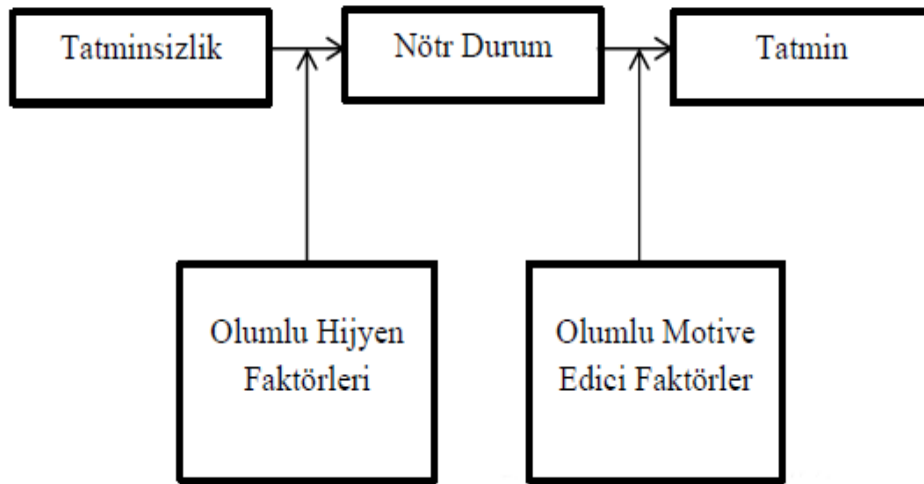 Tatminsizlik
Nötr Durum
Tatmin
Olumlu Hijyen
Faktörleri
Olumlu Motive
Edici Faktörler